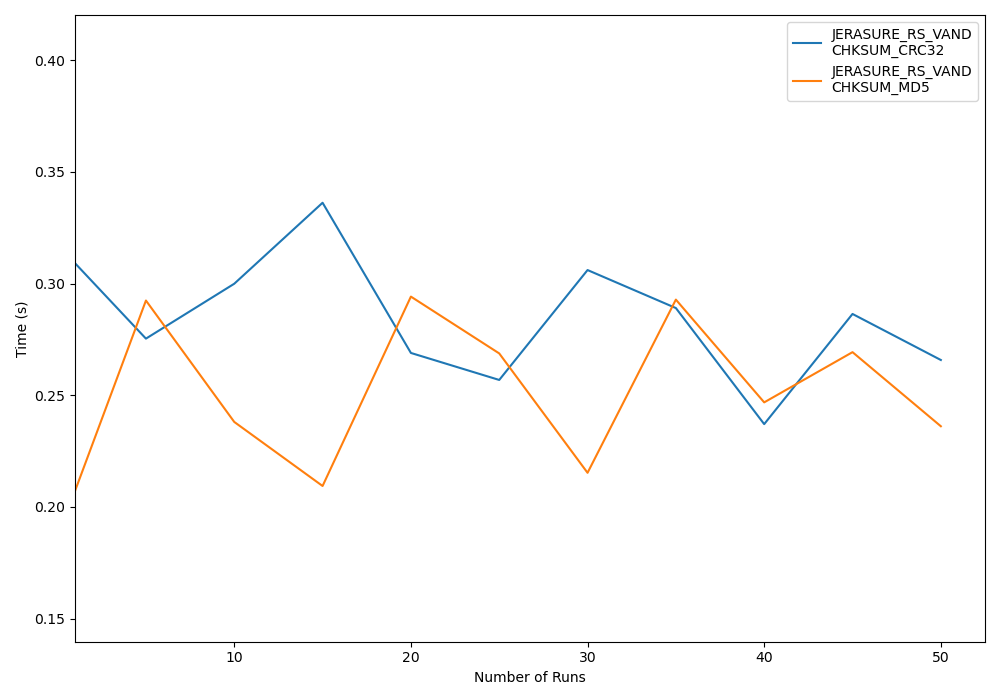 JERASURE_RS_VAND
CHKSUM_CRC32
JERASURE_RS_VAND
CHKSUM_MD5
0.40
0.35
0.30
0.25
0.20
0.15
Time (s)
10 20 30 40 50
Number of Runs